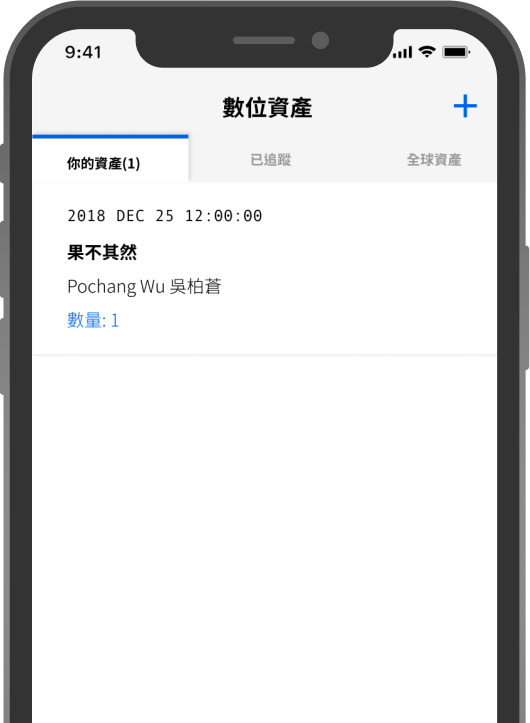 9:41
數位資產
你的資產(1)
已追蹤
全球資產
2018 DEC 25 12:00:00
果不其然
Pochang Wu 吳柏蒼
數量: 1